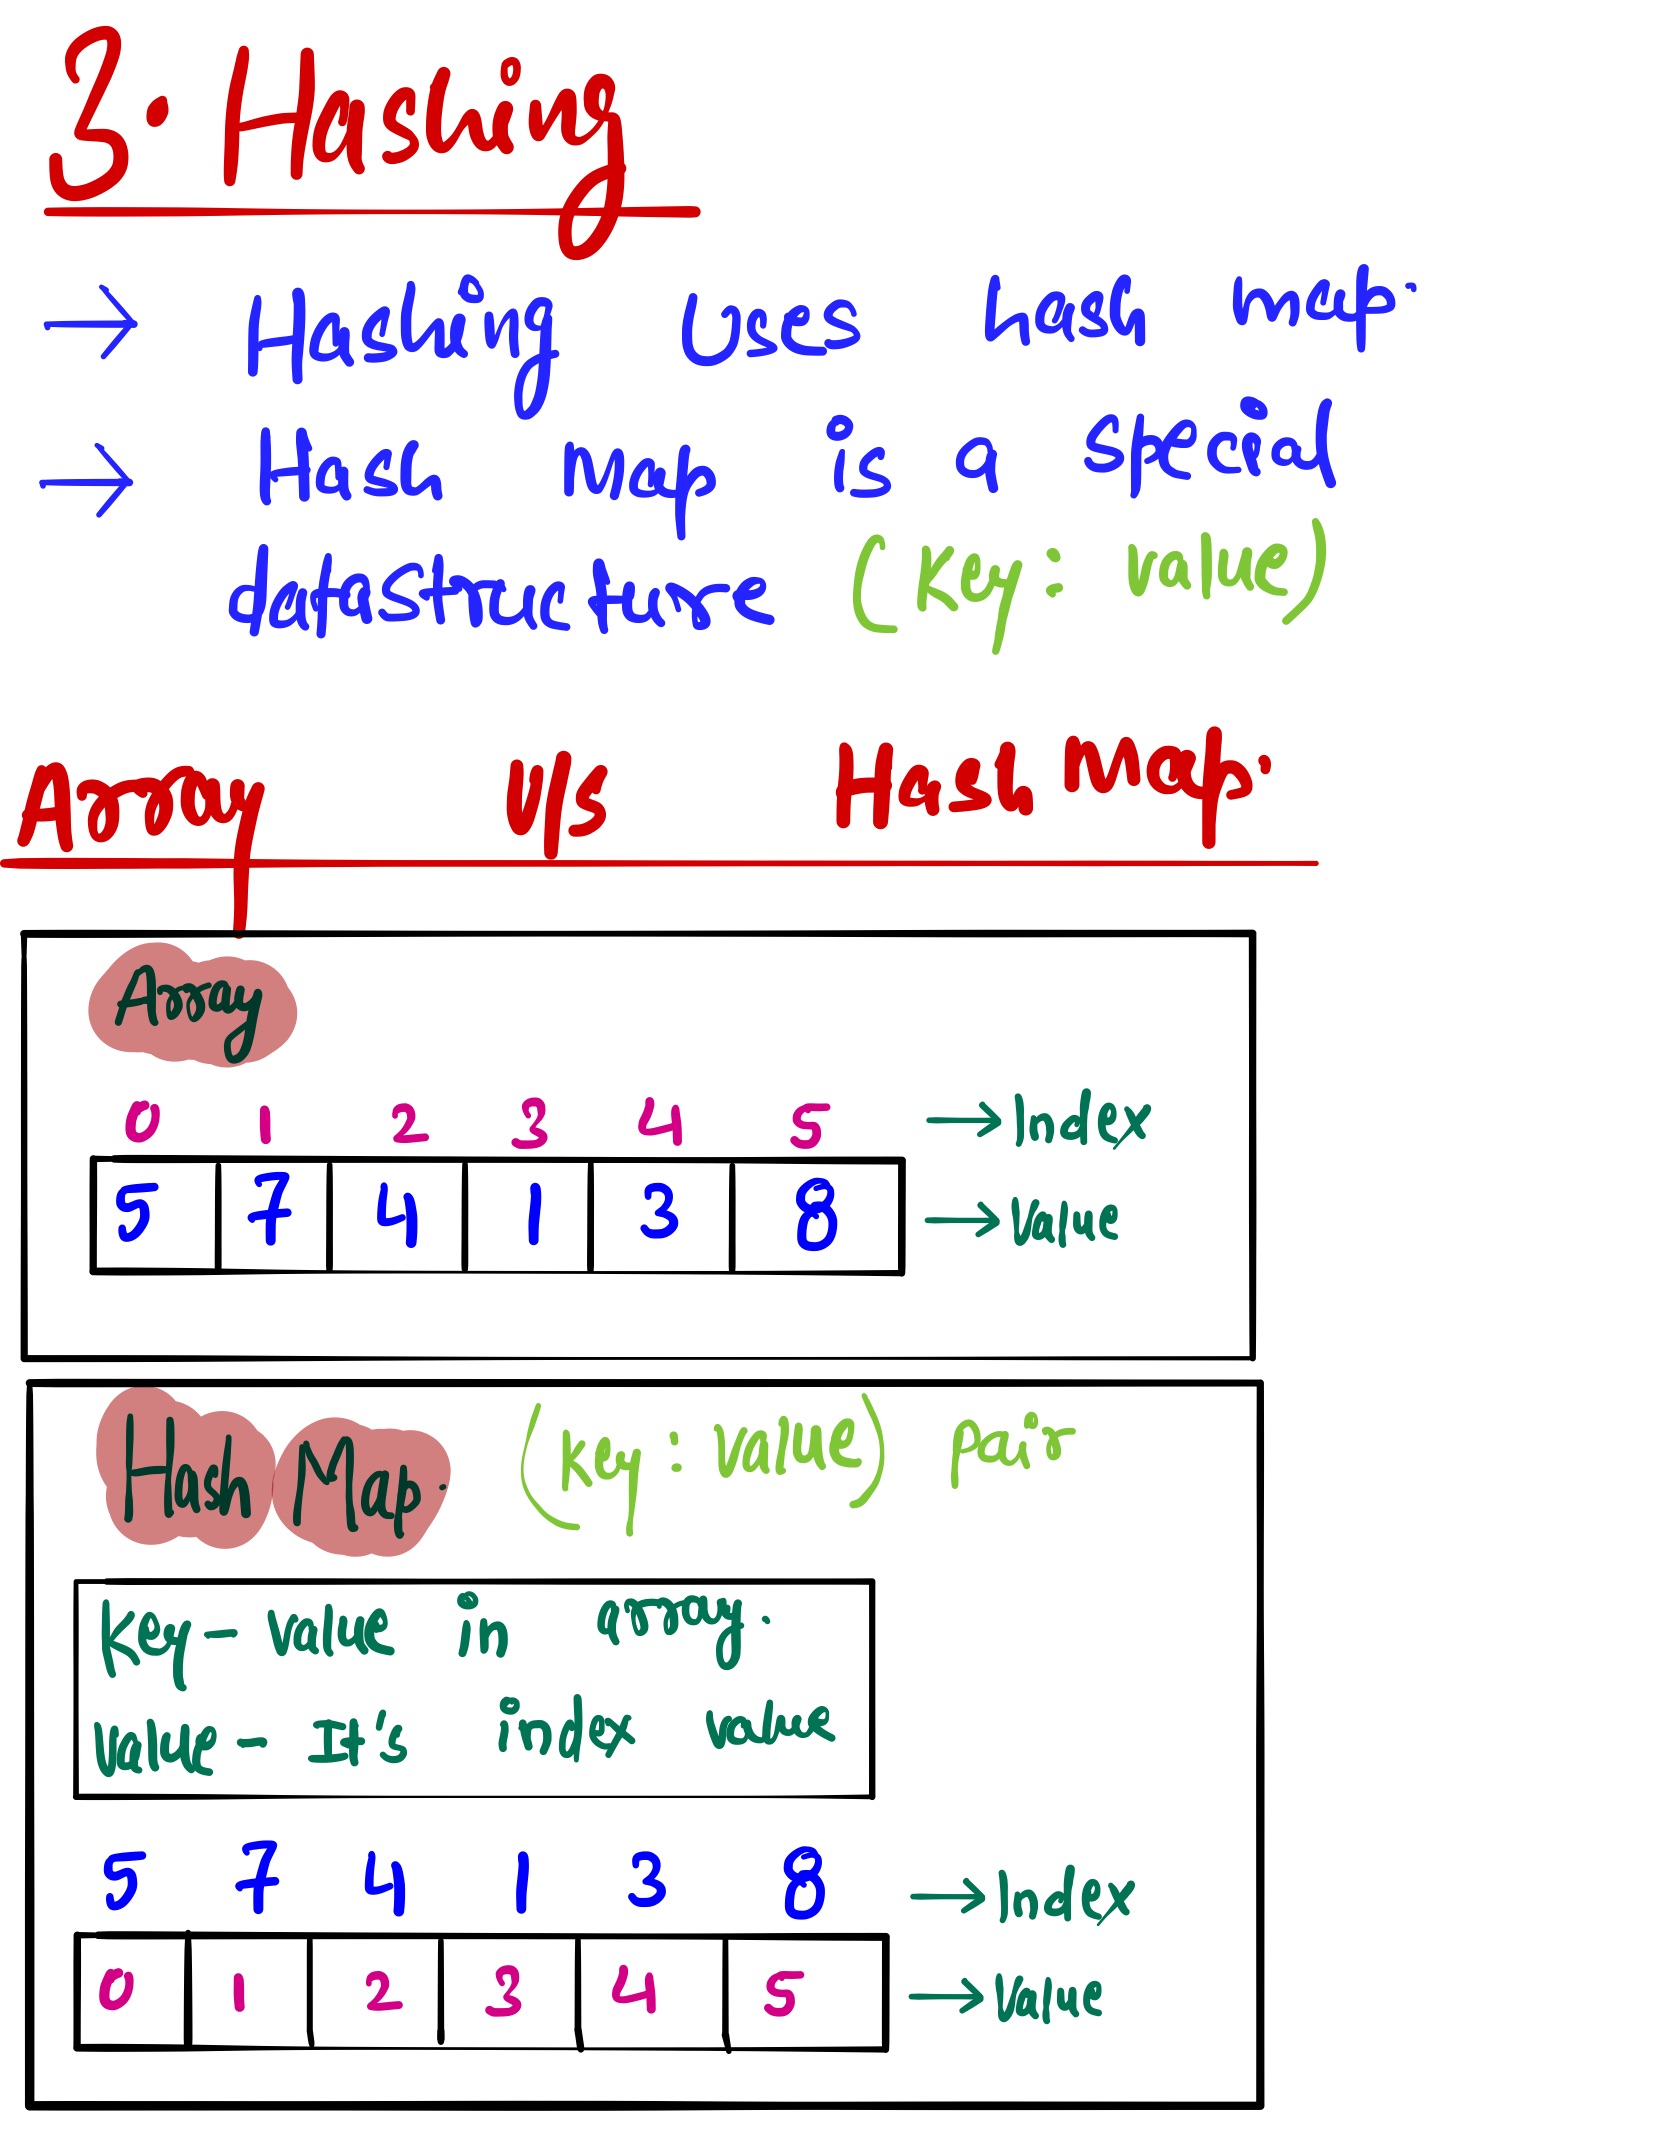 3. Hashing
→ Hashing uses hash map.
→ Hash Map is a special
datastructure (Key: value)
Array V/s Hash Map.
Array
0 1 2 3 4 5 → Index
5 7 4 1 3 8 → Value
Hash Map. (key: value) pair
Key - value in array.
value - It's index value
5 7 4 1 3 8 → Index
0 1 2 3 4 5 → Value